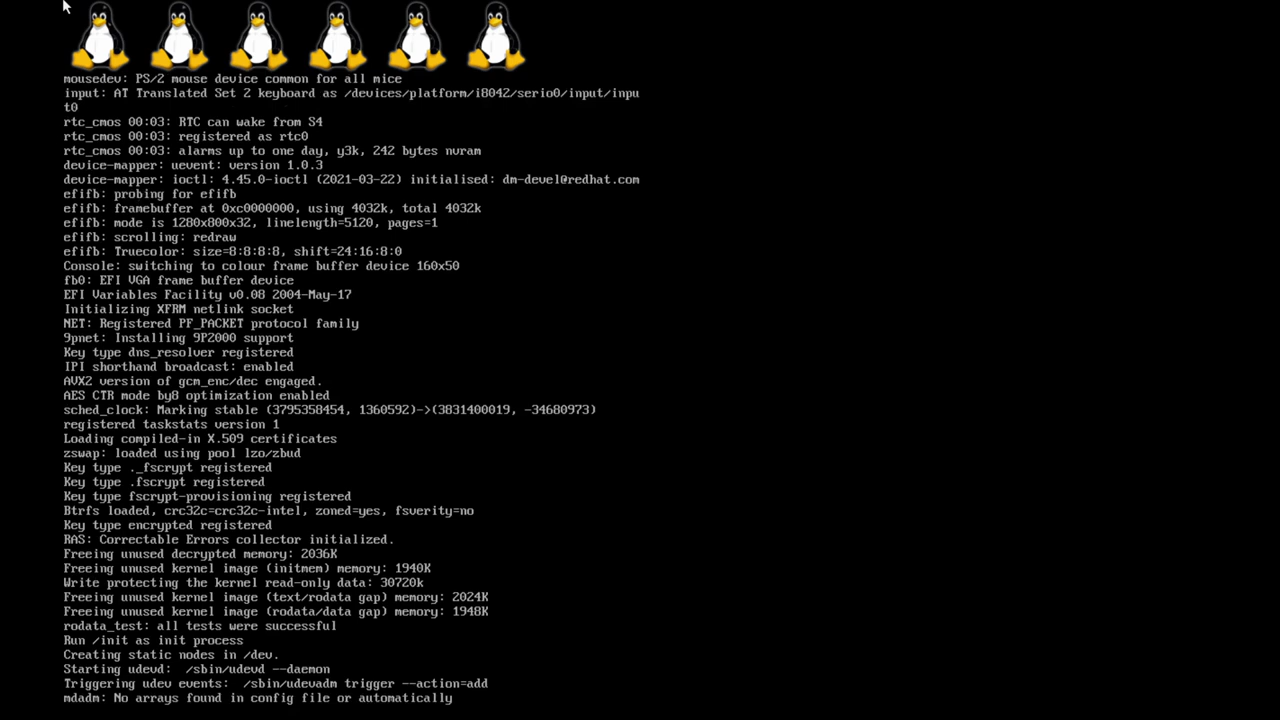 mousedev: PS/2 mouse device common for all mice
input: AT Translated Set 2 keyboard as /devices/platform/i8042/serio0/input/inpu
t0
rtc_cmos 00:03: RTC can wake from S4
rtc_cmos 00:03: registered as rtc0
rtc_cmos 00:03: alarms up to one day, y3k, 242 bytes nvram
device-mapper: uevent: version 1.0.3
device-mapper: ioctl: 4.45.0-ioctl (2021-03-22) initialised: dm-devel@redhat.com
efifb: probing for efifb
efifb: framebuffer at 0xc0000000, using 4032k, total 4032k
efifb: mode is 1280x800x32, linelength=5120, pages=1
efifb: scrolling: redraw
efifb: Truecolor: size=8:8:8:8, shift=24:16:8:0
Console: switching to colour frame buffer device 160x50
fb0: EFI VGA frame buffer device
EFI Variables Facility v0.08 2004-May-17
Initializing XFRM netlink socket
NET: Registered PF_PACKET protocol family
9pnet: Installing 9P2000 support
Key type dns_resolver registered
IPI shorthand broadcast: enabled
AVX2 version of gcm_enc/dec engaged.
AES CTR mode by8 optimization enabled
sched_clock: Marking stable (3795358454, 1360592)->(3831400019, -34680973)
registered taskstats version 1
Loading compiled-in X.509 certificates
zswap: loaded using pool lzo/zbud
Key type ._fscrypt registered
Key type .fscrypt registered
Key type fscrypt-provisioning registered
Btrfs loaded, crc32c=crc32c-intel, zoned=yes, fsverity=no
Key type encrypted registered
RAS: Correctable Errors collector initialized.
Freeing unused decrypted memory: 2036K
Freeing unused kernel image (initmem) memory: 1940K
Write protecting the kernel read-only data: 30720k
Freeing unused kernel image (text/rodata gap) memory: 2024K
Freeing unused kernel image (rodata/data gap) memory: 1948K
rodata_test: all tests were successful
Run /init as init process
Creating static nodes in /dev.
Starting udevd:  /sbin/udevd --daemon
Triggering udev events:  /sbin/udevadm trigger --action=add
mdadm: No arrays found in config file or automatically